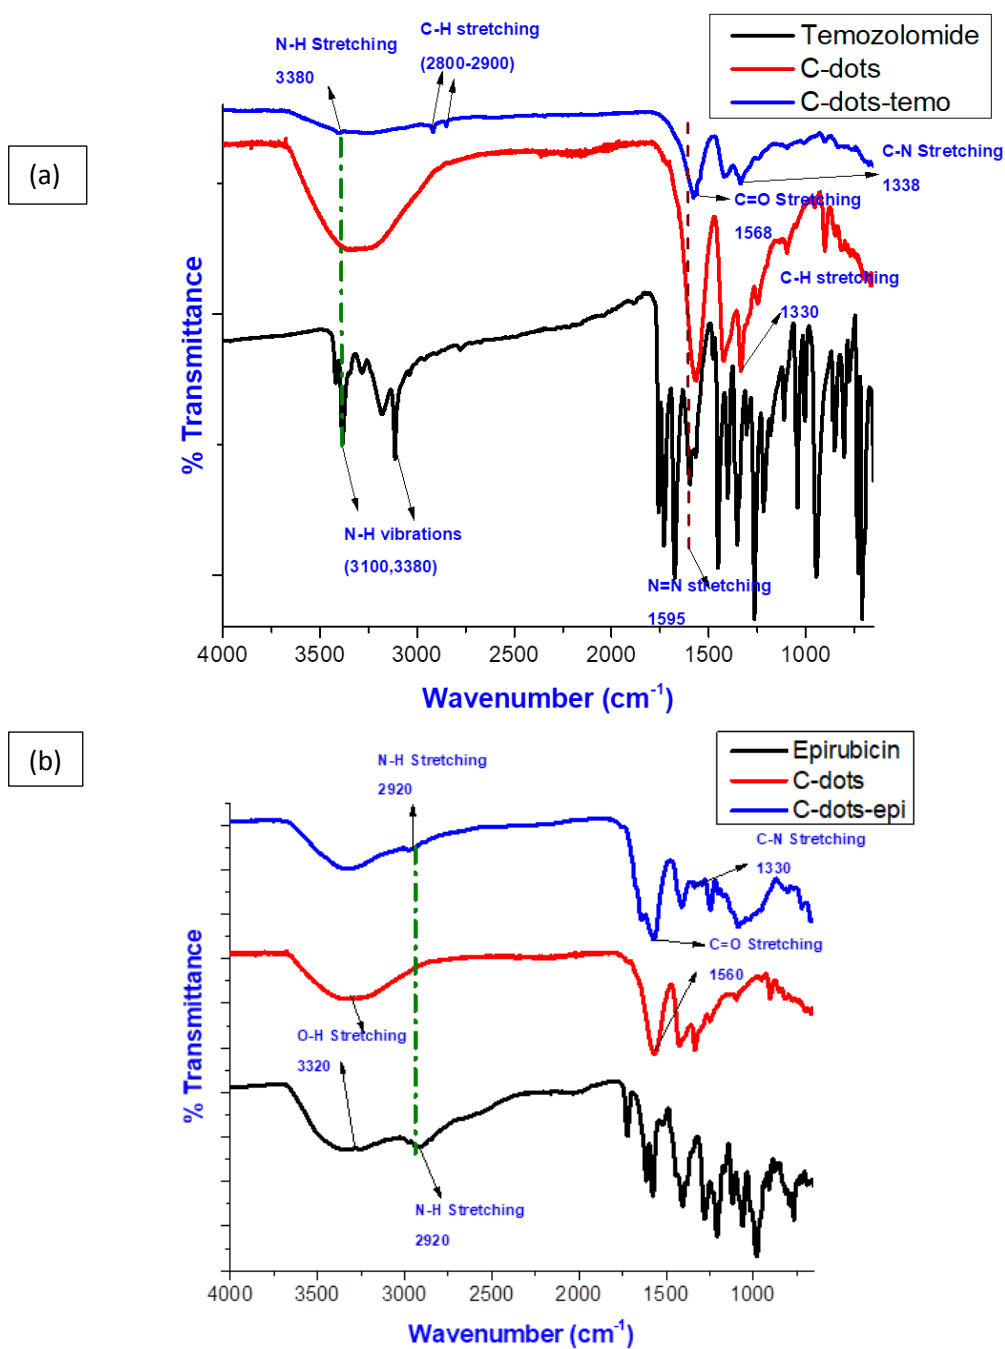 (a)
N-H Stretching
3380
C-H stretching
(2800-2900)
Temozolomide
C-dots
C-dots-temo
C-N Stretching
1338
C=O Stretching
1568
C-H stretching
1330
N-H vibrations
(3100,3380)
N=N stretching
1595
% Transmittance
4000 3500 3000 2500 2000 1500 1000
Wavenumber (cm⁻¹)
(b)
N-H Stretching
2920
Epirubicin
C-dots
C-dots-epi
C-N Stretching
1330
C=O Stretching
1560
O-H Stretching
3320
N-H Stretching
2920
% Transmittance
4000 3500 3000 2500 2000 1500 1000
Wavenumber (cm⁻¹)